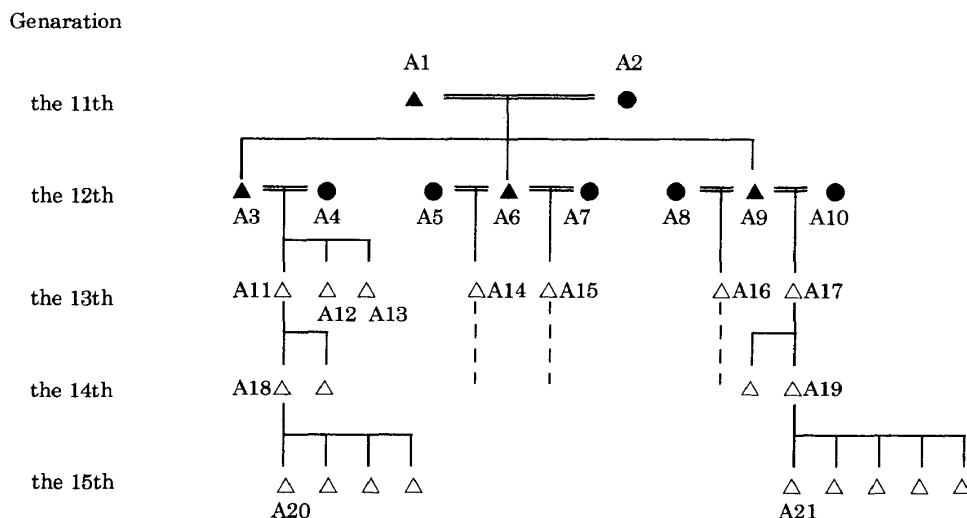 Genaration
A1 A2
the 11th
the 12th
A3 A4 A5 A6 A7 A8 A9 A10
the 13th A11 A14 A15 A16 A17
A12 A13
the 14th A18 A19
the 15th
A20 A21